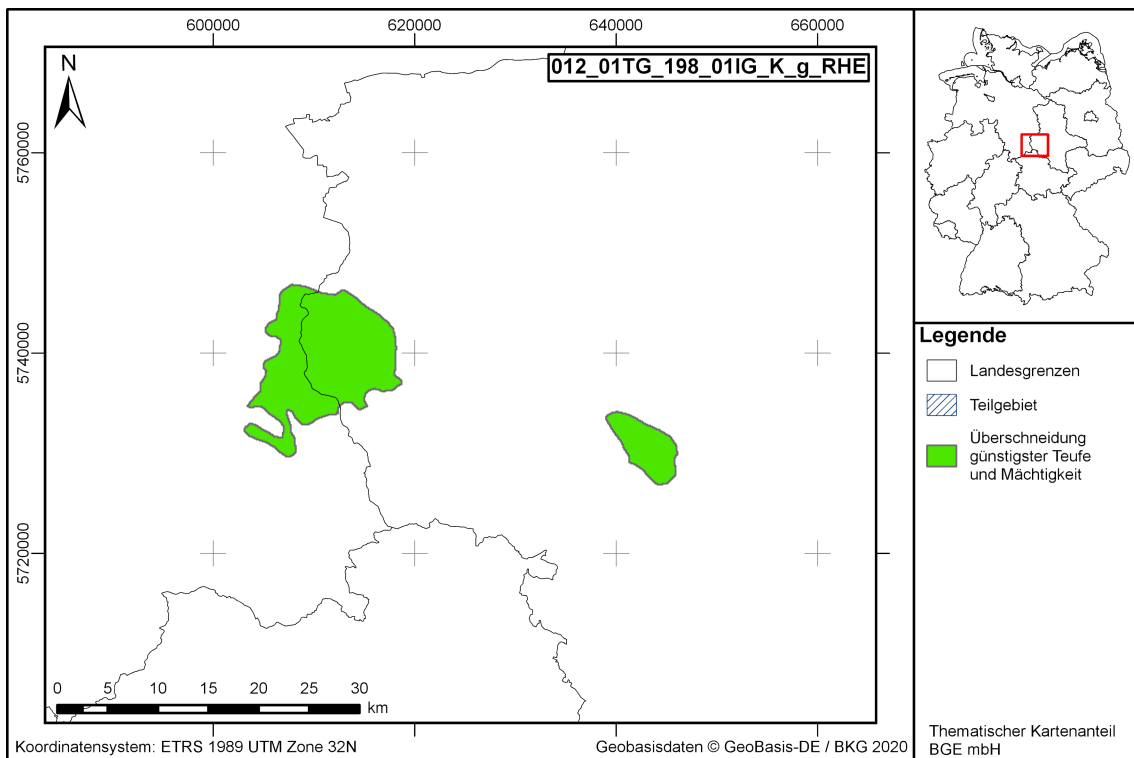 600000
620000
640000
660000
012_01TG_198_01IG_K_g_RHE
N
5760000
5740000
5720000
0 5 10 15 20 25 30
km
Koordinatensystem: ETRS 1989 UTM Zone 32N
Geobasisdaten © GeoBasis-DE / BKG 2020
Legende
Landesgrenzen
Teilgebiet
Überschneidung
günstigster Teufe
und Mächtigkeit
Thematischer Kartenanteil
BGE mbH